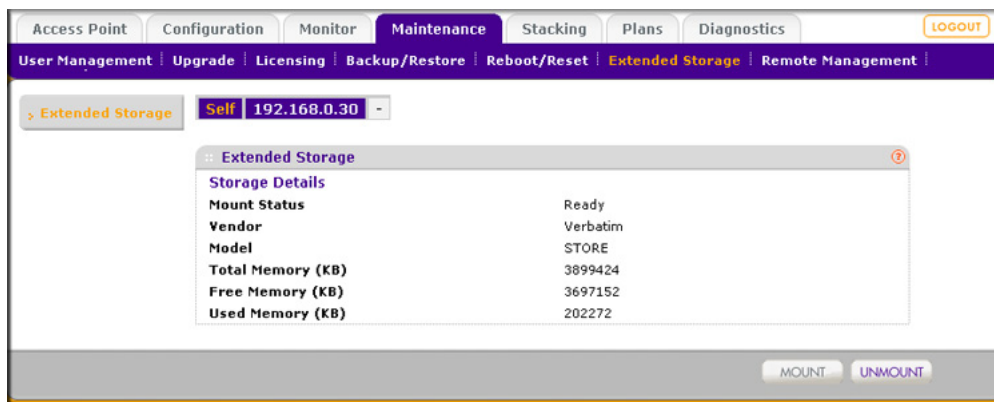 Access Point Configuration Monitor Maintenance Stacking Plans Diagnostics LOGOUT
User Management Upgrade Licensing Backup/Restore Reboot/Reset Extended Storage Remote Management
Extended Storage
Self 192.168.0.30 -
:: Extended Storage ?
Storage Details
Mount Status Ready
Vendor Verbatim
Model STORE
Total Memory (KB) 3899424
Free Memory (KB) 3697152
Used Memory (KB) 202272
MOUNT UNMOUNT